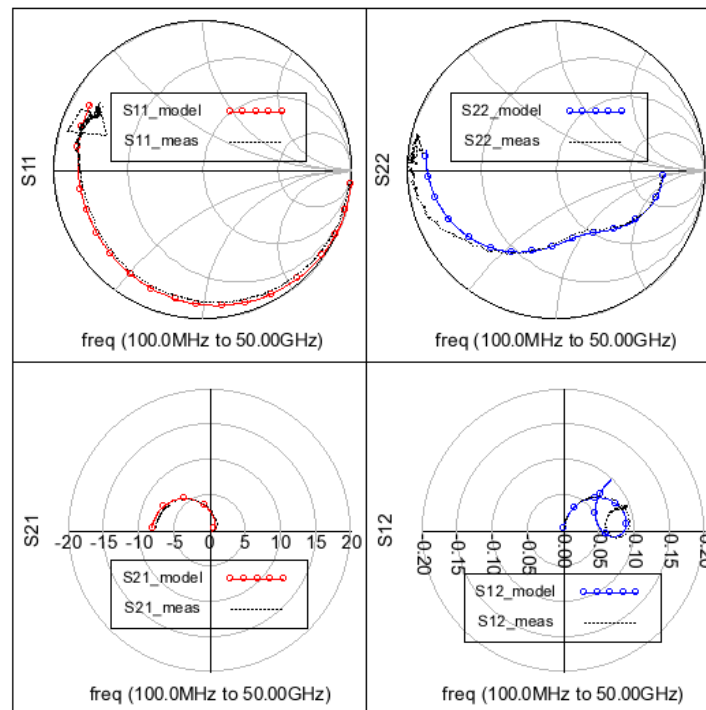 S11
S11_model
S11_meas
freq (100.0MHz to 50.00GHz)
S22
S22_model
S22_meas
freq (100.0MHz to 50.00GHz)
S21
-20 -15 -10 -5 0 5 10 15 20
S21_model
S21_meas
freq (100.0MHz to 50.00GHz)
S12
-0.20 -0.15 -0.10 -0.05 0.00 0.05 0.10 0.15 0.20
S12_model
S12_meas
freq (100.0MHz to 50.00GHz)